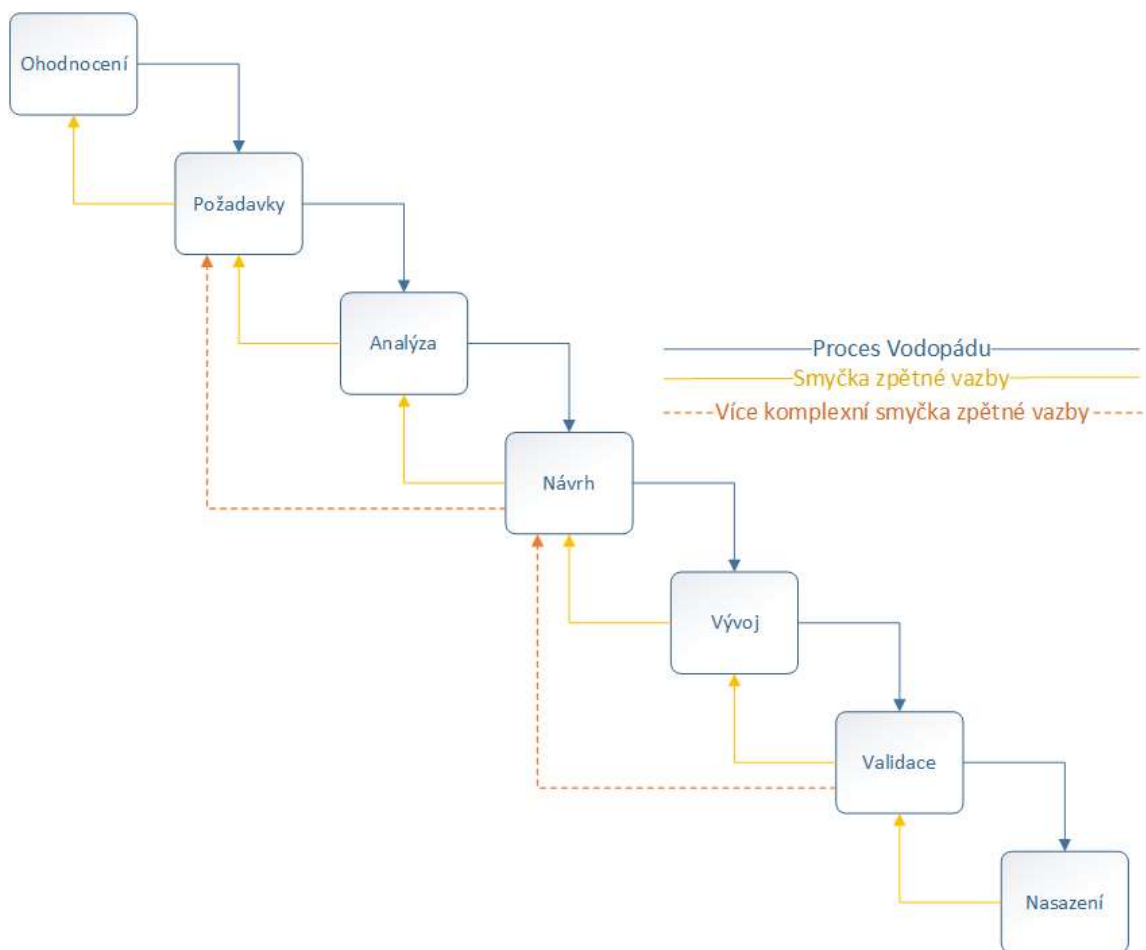 Ohodnocení
Požadavky
Analýza
Proces Vodopádu
Smyčka zpětné vazby
Více komplexní smyčka zpětné vazby
Návrh
Vývoj
Validace
Nasazení